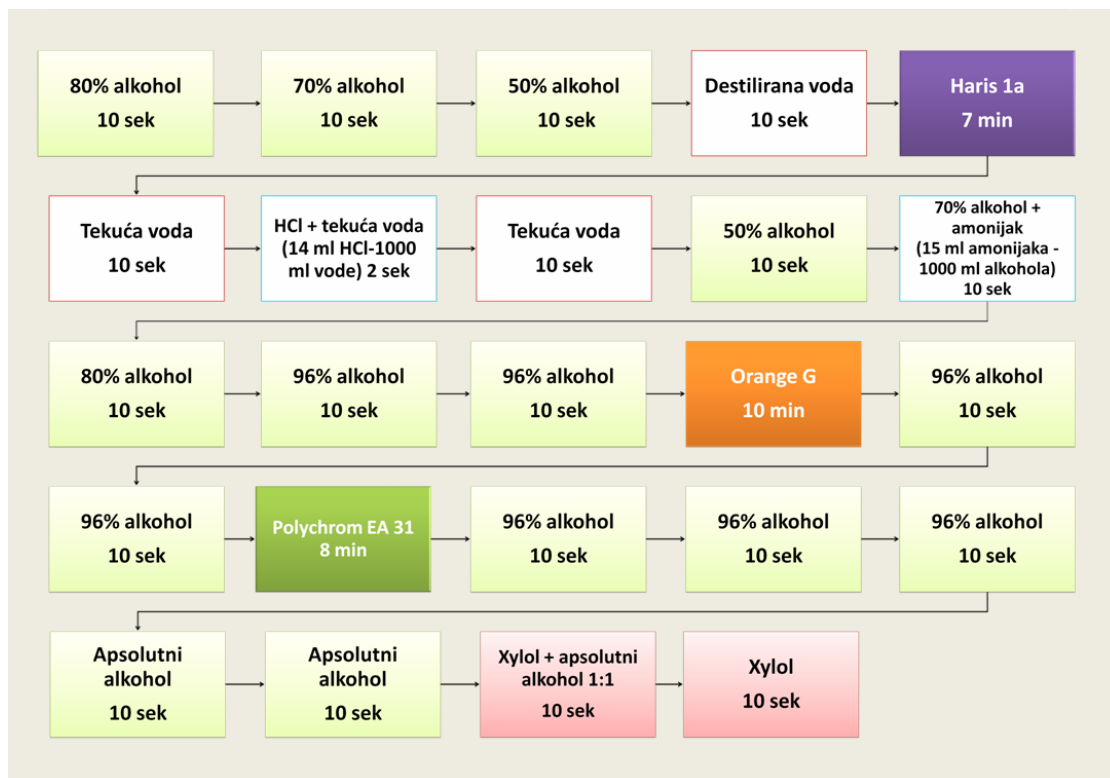 80% alkohol
10 sek
70% alkohol
10 sek
50% alkohol
10 sek
Destilirana voda
10 sek
Haris 1a
7 min
Tekuća voda
10 sek
HCl + tekuća voda
(14 ml HCl-1000
ml vode) 2 sek
Tekuća voda
10 sek
50% alkohol
10 sek
70% alkohol +
amonijak
(15 ml amonijaka -
1000 ml alkohola)
10 sek
80% alkohol
10 sek
96% alkohol
10 sek
96% alkohol
10 sek
Orange G
10 min
96% alkohol
10 sek
96% alkohol
10 sek
Polychrom EA 31
8 min
96% alkohol
10 sek
96% alkohol
10 sek
96% alkohol
10 sek
Apsolutni
alkohol
10 sek
Apsolutni
alkohol
10 sek
Xylol + apsolutni
alkohol 1:1
10 sek
Xylol
10 sek